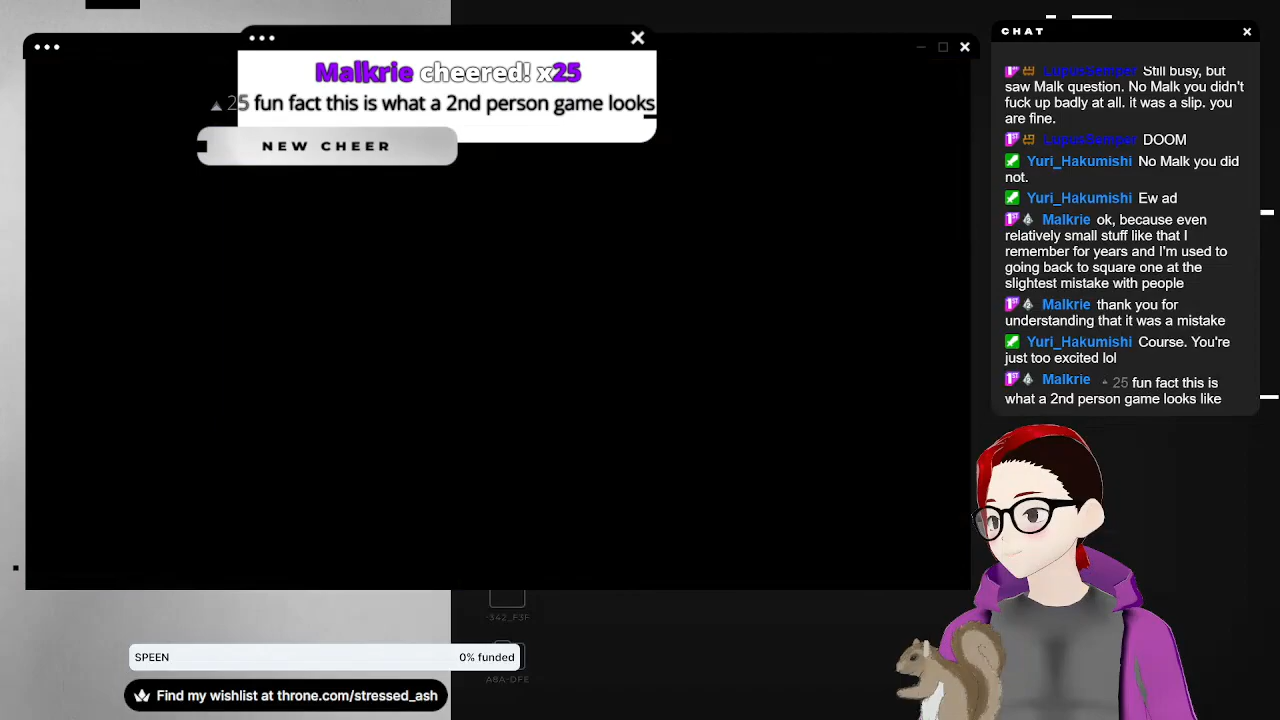 Malkrie cheered! x25
25 fun fact this is what a 2nd person game looks
NEW CHEER
CHAT
LupusSemper Still busy, but
saw Malk question. No Malk you didn't
fuck up badly at all. it was a slip. you
are fine.
LupusSemper DOOM
Yuri_Hakumishi No Malk you did
not.
Yuri_Hakumishi Ew ad
Malkrie ok, because even
relatively small stuff like that I
remember for years and I'm used to
going back to square one at the
slightest mistake with people
Malkrie thank you for
understanding that it was a mistake
Yuri_Hakumishi Course. You're
just too excited lol
Malkrie 25 fun fact this is
what a 2nd person game looks like
-342_F3F
SPEEN 0% funded
A8A-DFE
Find my wishlist at throne.com/stressed_ash